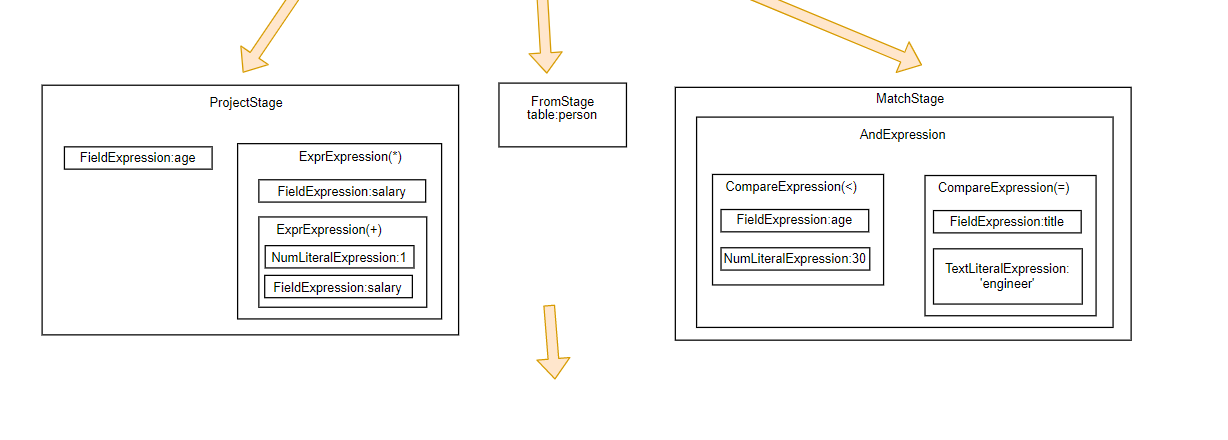 ProjectStage
FieldExpression:age
ExprExpression(*)
FieldExpression:salary
ExprExpression(+)
NumLiteralExpression:1
FieldExpression:salary
FromStage
table:person
MatchStage
AndExpression
CompareExpression(<)
FieldExpression:age
NumLiteralExpression:30
CompareExpression(=)
FieldExpression:title
TextLiteralExpression:
'engineer'